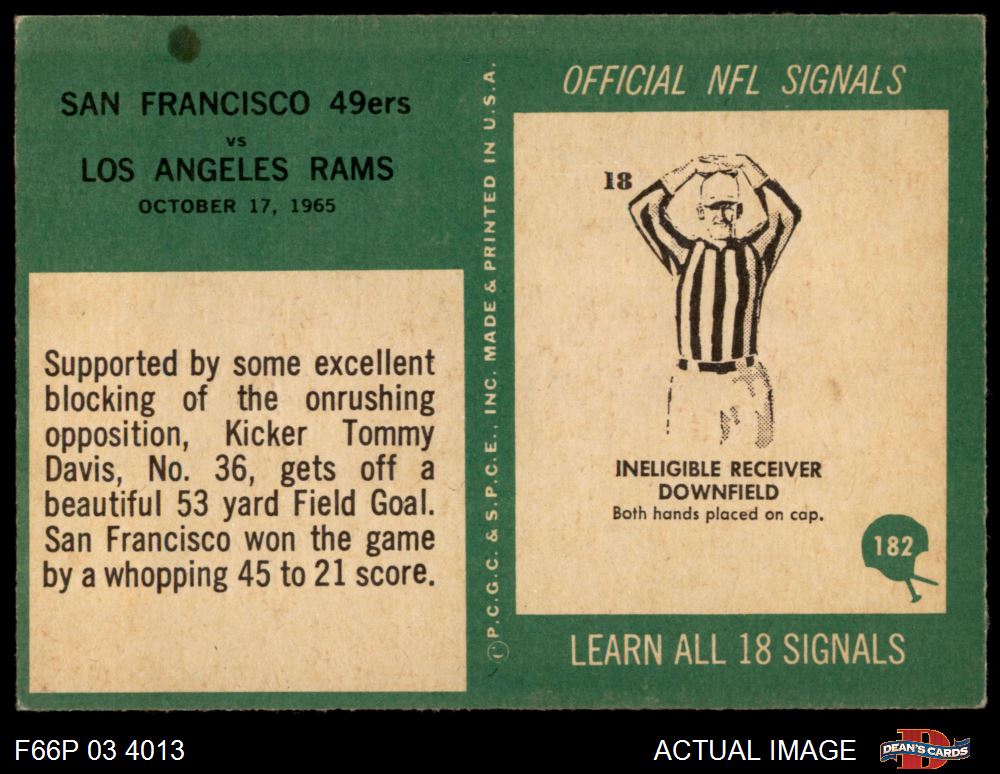 SAN FRANCISCO 49ers
vs
LOS ANGELES RAMS
OCTOBER 17, 1965
Supported by some excellent
blocking of the onrushing
opposition, Kicker Tommy
Davis, No. 36, gets off a
beautiful 53 yard Field Goal.
San Francisco won the game
by a whopping 45 to 21 score.
©P.C.G.C. & S.P.C.E., INC. MADE & PRINTED IN U.S.A.
OFFICIAL NFL SIGNALS
18
INELIGIBLE RECEIVER
DOWNFIELD
Both hands placed on cap.
182
LEARN ALL 18 SIGNALS
F66P 03 4013
ACTUAL IMAGE
DEAN'S CARDS